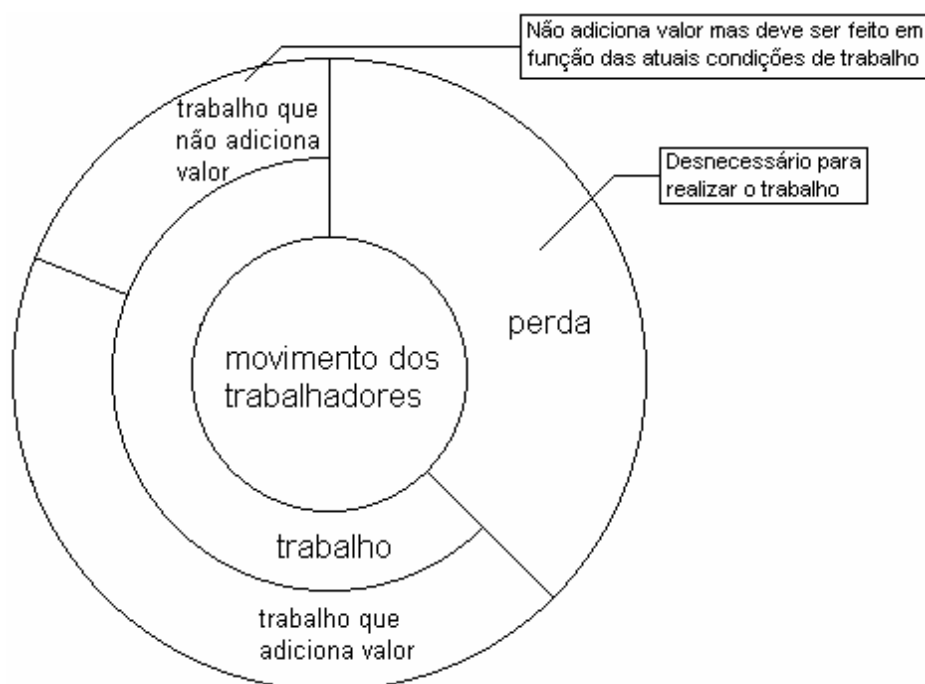 Não adiciona valor mas deve ser feito em
função das atuais condições de trabalho
trabalho que
não adiciona
valor
Desnecessário para
realizar o trabalho
perda
movimento dos
trabalhadores
trabalho
trabalho que
adiciona valor